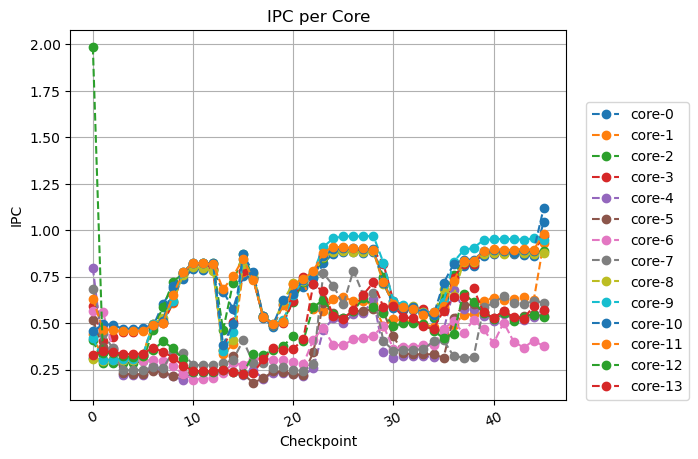 IPC per Core
IPC
2.00
1.75
1.50
1.25
1.00
0.75
0.50
0.25
0
10
20
30
40
Checkpoint
core-0
core-1
core-2
core-3
core-4
core-5
core-6
core-7
core-8
core-9
core-10
core-11
core-12
core-13